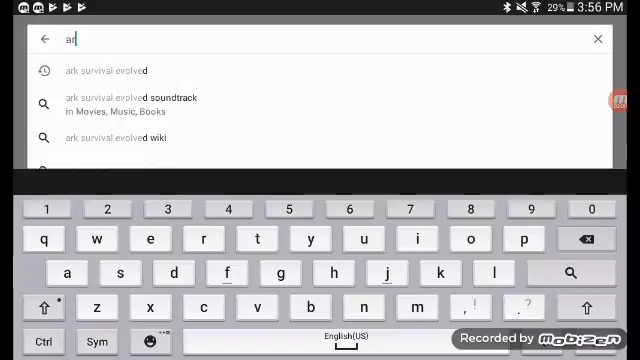 29% 3:56 PM
ar
ark survival evolved
ark survival evolved soundtrack
in Movies, Music, Books
ark survival evolved wiki
1 2 3 4 5 6 7 8 9 0
q w e r t y u i o p
a s d f g h j k l
z x c v b n m , ! . ?
Ctrl Sym English(US)
Recorded by mobizen